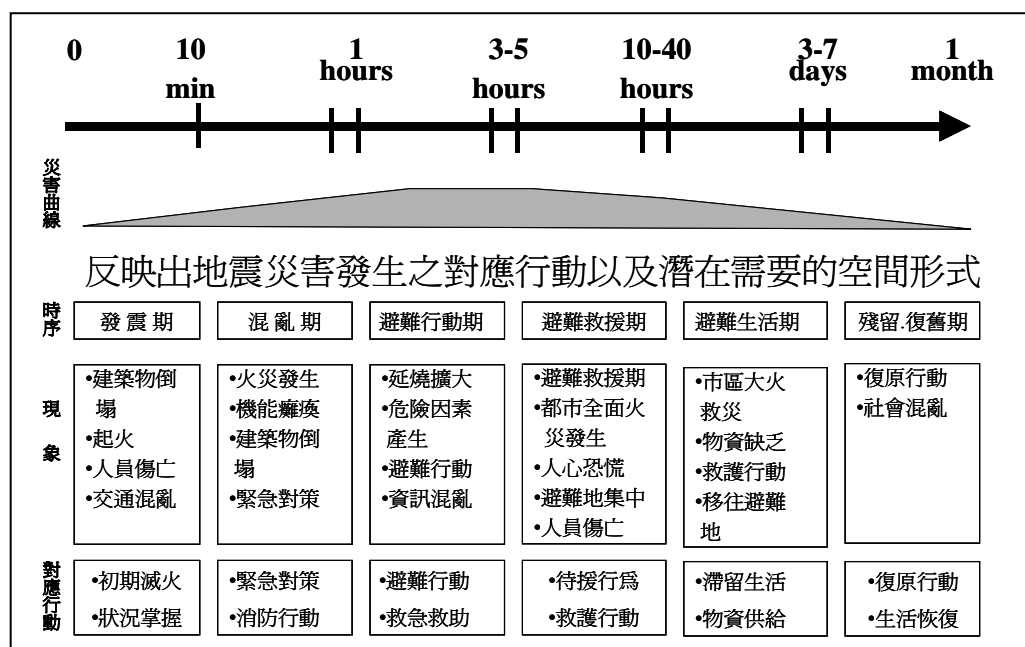 0 10 1 3-5 10-40 3-7 1
min hours hours hours days month
災害曲線
反映出地震災害發生之對應行動以及潛在需要的空間形式
時序
發震期 混亂期 避難行動期 避難救援期 避難生活期 殘留.復舊期
現象
•建築物倒
塌
•起火
•人員傷亡
•交通混亂
•火災發生
•機能癱瘓
•建築物倒
塌
•緊急對策
•延燒擴大
•危險因素
產生
•避難行動
•資訊混亂
•避難救援期
•都市全面火
災發生
•人心恐慌
•避難地集中
•人員傷亡
•市區大火
救災
•物資缺乏
•救護行動
•移往避難
地
•復原行動
•社會混亂
對應行動
•初期滅火
•狀況掌握
•緊急對策
•消防行動
•避難行動
•救急救助
•待援行為
•救護行動
•滯留生活
•物資供給
•復原行動
•生活恢復